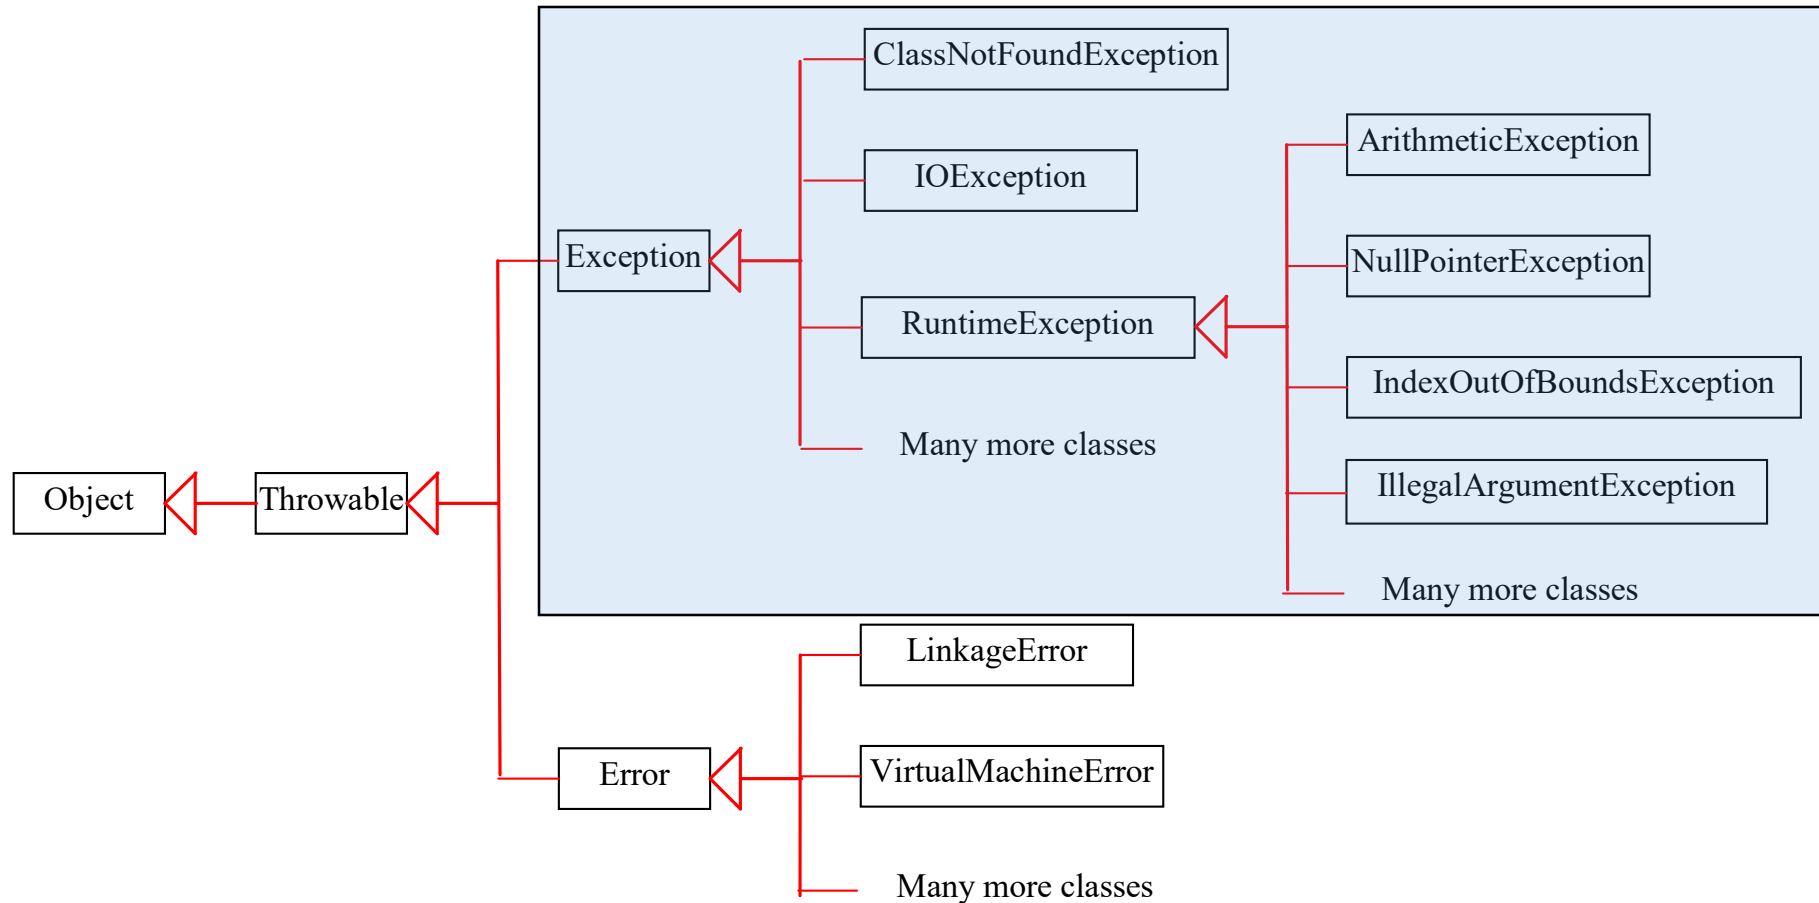 ClassNotFoundException
ArithmeticException
IOException
NullPointerException
Exception
RuntimeException
IndexOutOfBoundsException
Many more classes
Object
Throwable
IllegalArgumentException
Many more classes
LinkageError
Error
VirtualMachineError
Many more classes